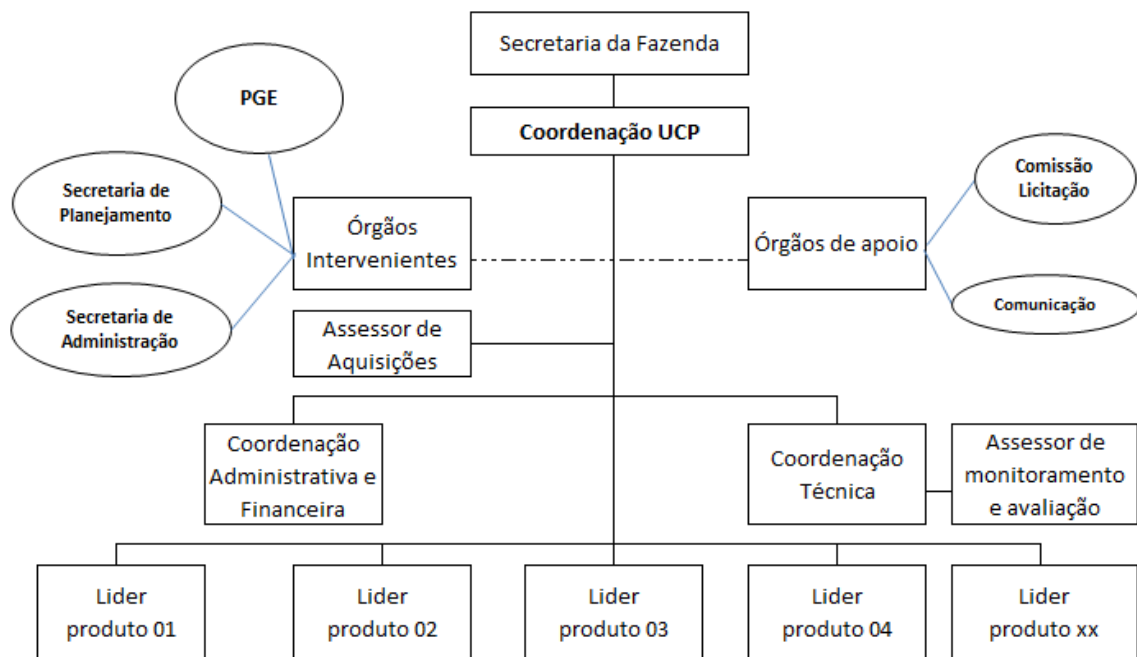 Secretaria da Fazenda
PGE
Coordenação UCP
Secretaria de
Planejamento
Comissão
Licitação
Órgãos
Intervenientes
Órgãos de apoio
Secretaria de
Administração
Comunicação
Assessor de
Aquisições
Coordenação
Administrativa e
Financeira
Coordenação
Técnica
Assessor de
monitoramento
e avaliação
Lider
produto 01
Lider
produto 02
Lider
produto 03
Lider
produto 04
Lider
produto xx